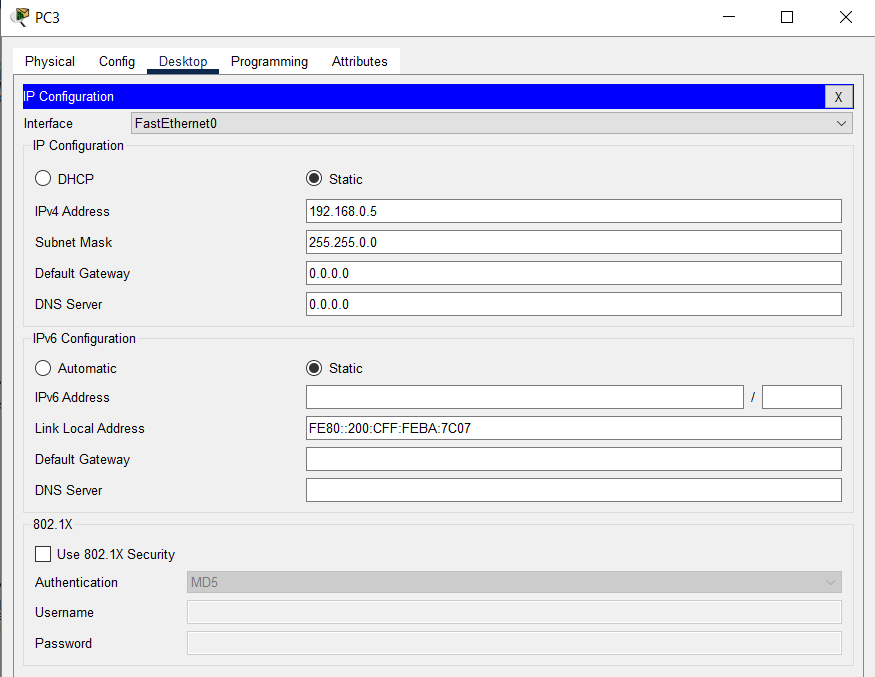 PC3
Physical Config Desktop Programming Attributes
IP Configuration X
Interface FastEthernet0
IP Configuration
DHCP Static
IPv4 Address 192.168.0.5
Subnet Mask 255.255.0.0
Default Gateway 0.0.0.0
DNS Server 0.0.0.0
IPv6 Configuration
Automatic Static
IPv6 Address /
Link Local Address FE80::200:CFF:FEBA:7C07
Default Gateway
DNS Server
802.1X
Use 802.1X Security
Authentication MD5
Username
Password